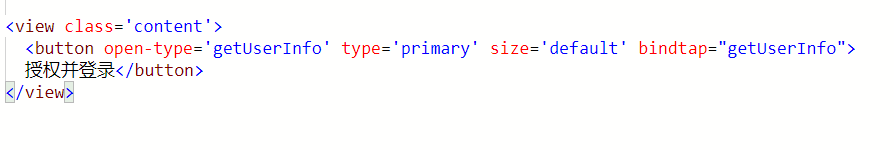 <view class='content'>
<button open-type='getUserInfo' type='primary' size='default' bindtap="getUserInfo">
授权并登录</button>
</view>